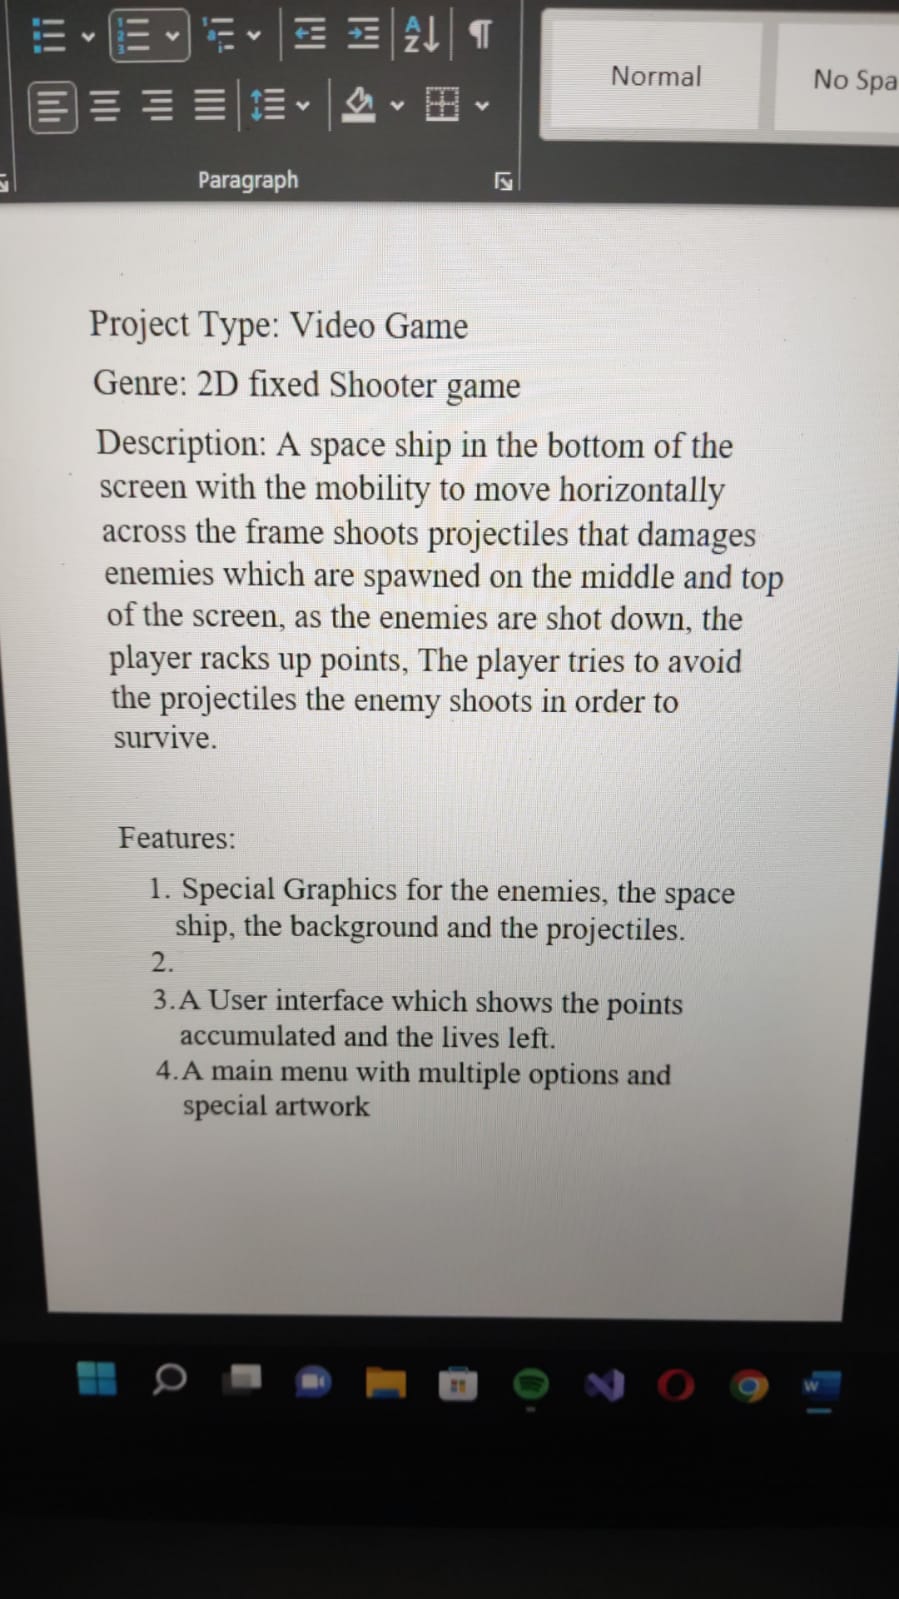 Normal
No Spa
Paragraph
Project Type: Video Game
Genre: 2D fixed Shooter game
Description: A space ship in the bottom of the
screen with the mobility to move horizontally
across the frame shoots projectiles that damages
enemies which are spawned on the middle and top
of the screen, as the enemies are shot down, the
player racks up points, The player tries to avoid
the projectiles the enemy shoots in order to
survive.
Features:
1. Special Graphics for the enemies, the space
ship, the background and the projectiles.
2.
3. A User interface which shows the points
accumulated and the lives left.
4. A main menu with multiple options and
special artwork